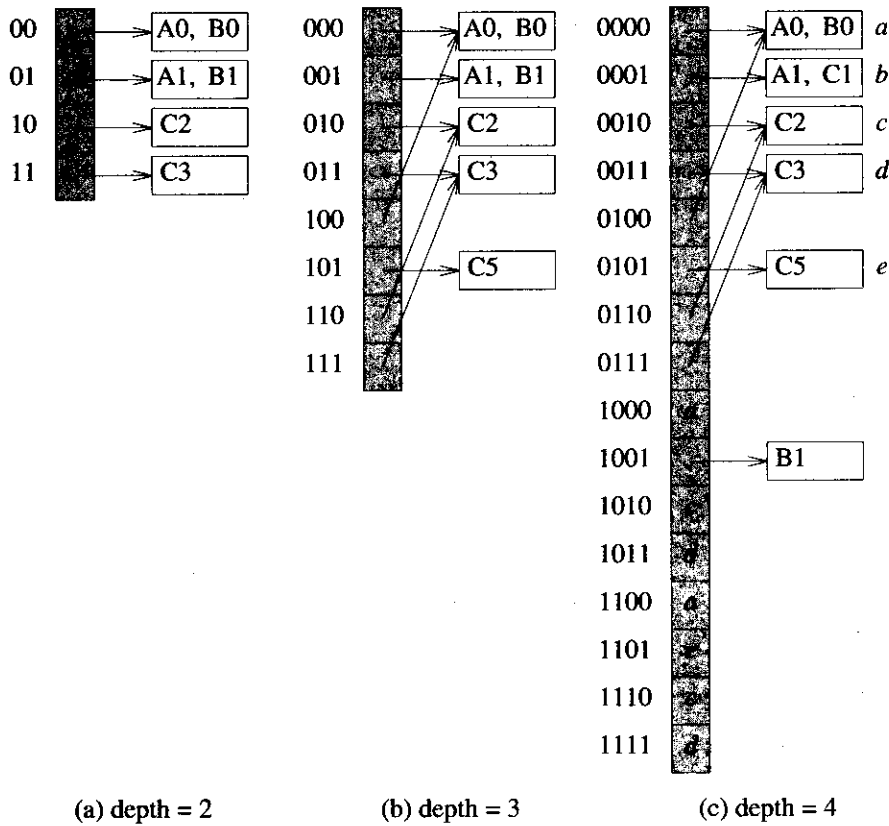 00
A0, B0
01
A1, B1
10
C2
11
C3
(a) depth = 2
000
A0, B0
001
A1, B1
010
C2
011
C3
100
101
C5
110
111
(b) depth = 3
0000
A0, B0
a
0001
A1, C1
b
0010
C2
c
0011
C3
d
0100
0101
C5
e
0110
0111
1000
a
1001
B1
1010
1011
d
1100
a
1101
1110
1111
d
(c) depth = 4